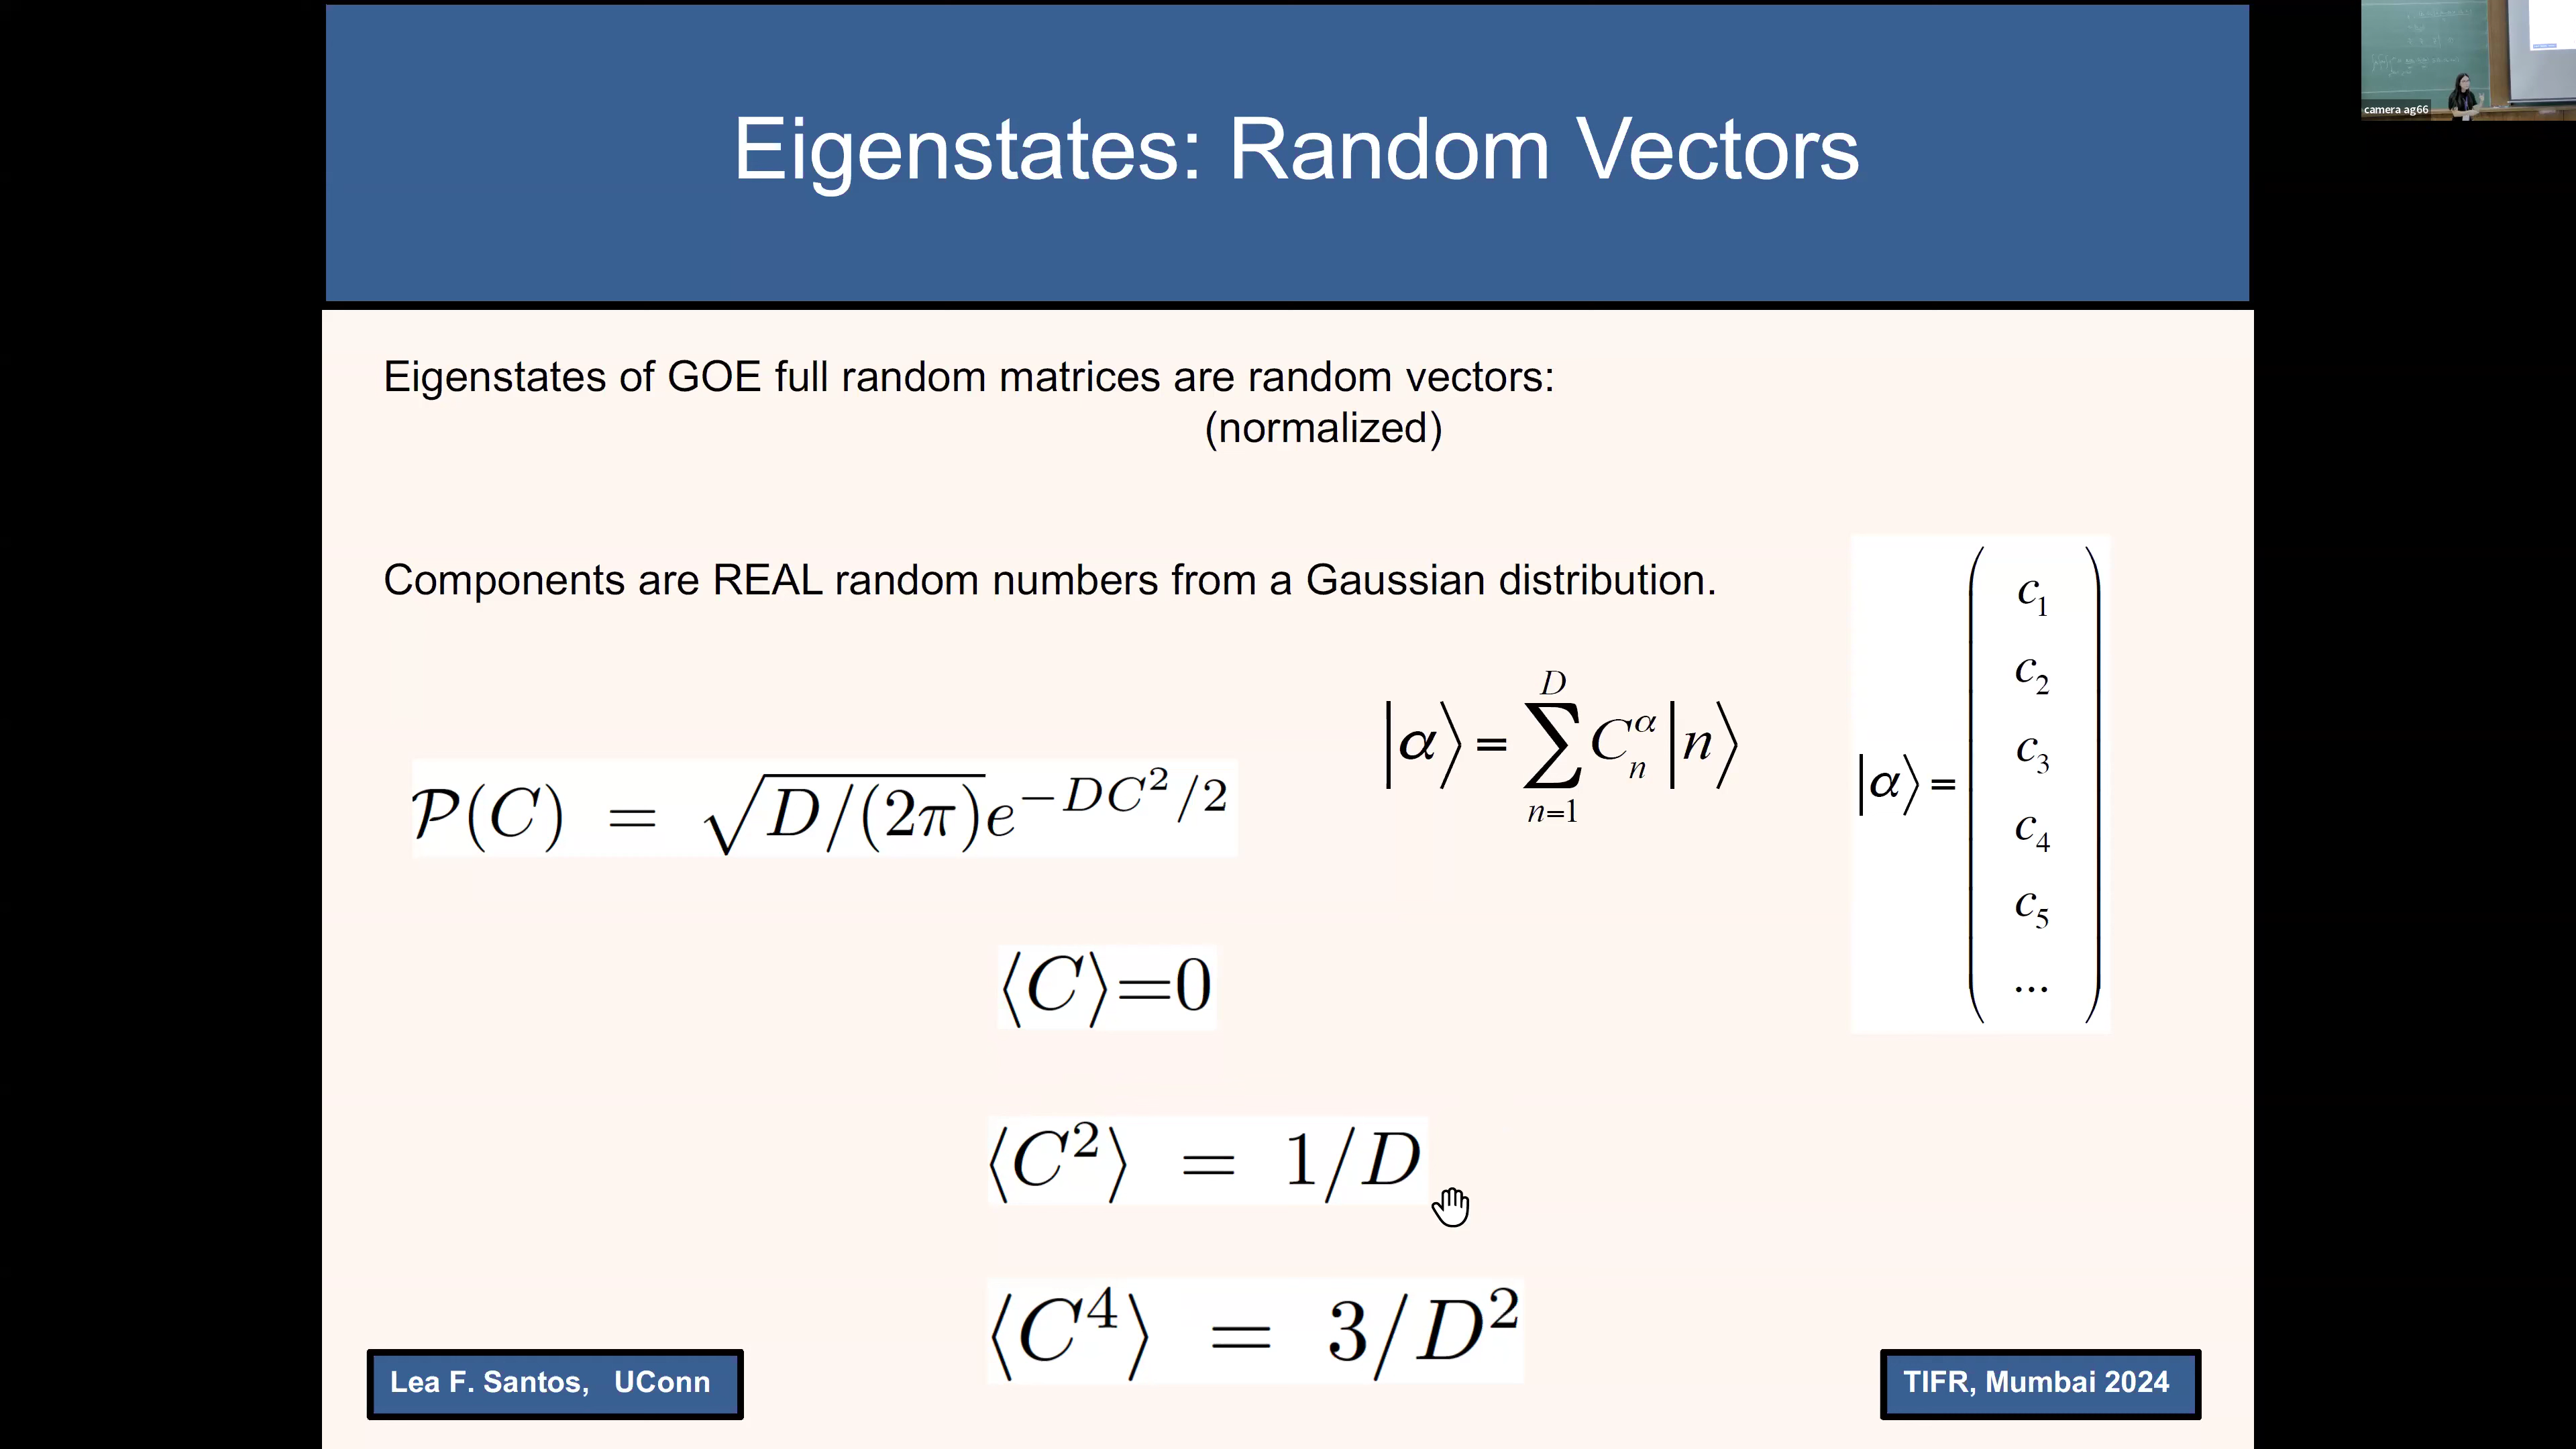 Eigenstates: Random Vectors
camera ag66
Eigenstates of GOE full random matrices are random vectors:
(normalized)
Components are REAL random numbers from a Gaussian distribution.
|α⟩ = ∑_{n=1}^{D} C_n^α |n⟩
|α⟩ = ( c₁ c₂ c₃ c₄ c₅ ... )
𝒫(C) = √(D/(2π)) e^{−DC²/2}
⟨C⟩=0
⟨C²⟩ = 1/D
⟨C⁴⟩ = 3/D²
Lea F. Santos, UConn
TIFR, Mumbai 2024